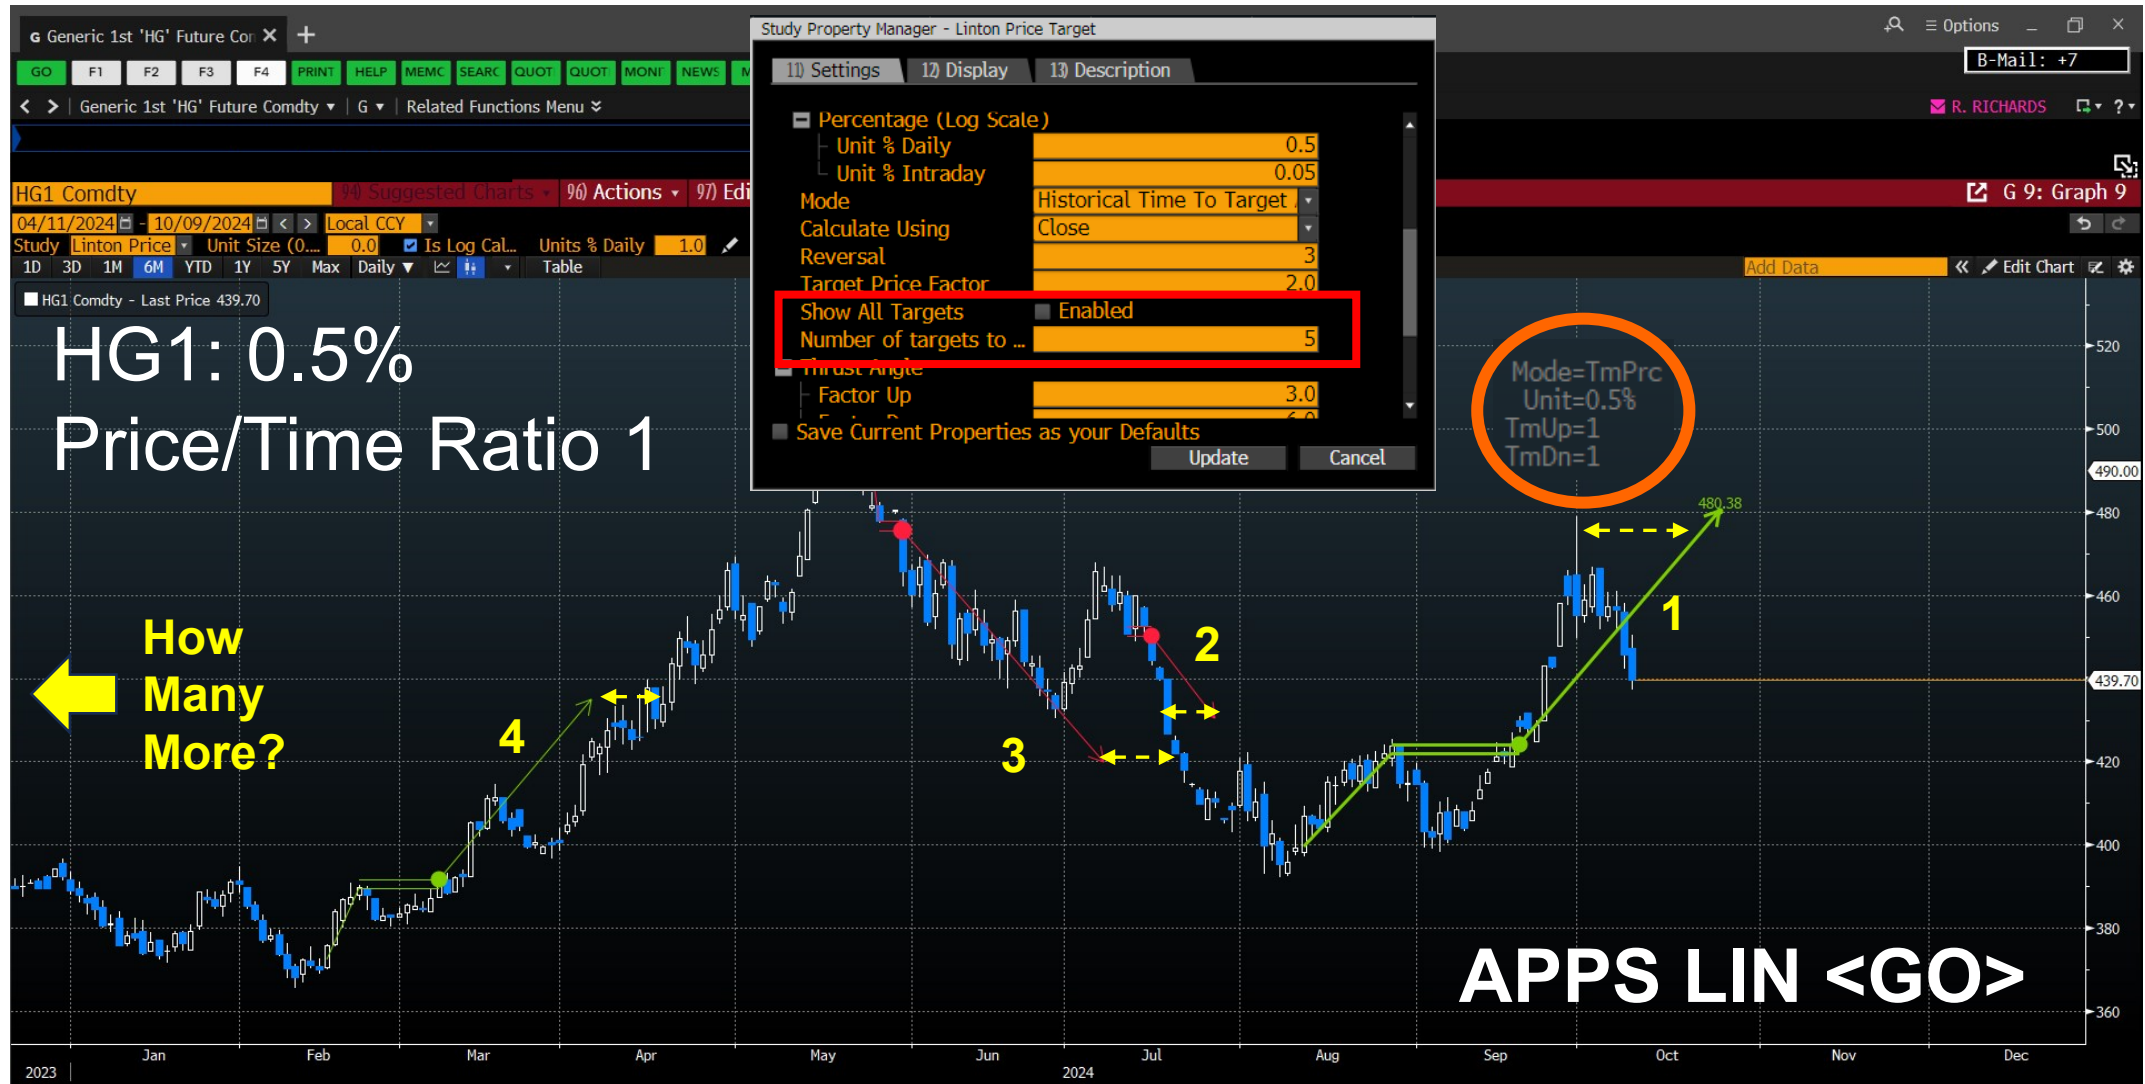 G Generic 1st 'HG' Future Con
Options
GO F1 F2 F3 F4 PRINT HELP MEMC SEARC QUOT QUOT MONI NEWS
B-Mail: +7
Generic 1st 'HG' Future Comdty G Related Functions Menu
R. RICHARDS ?
HG1 Comdty 94) Suggested Charts 96) Actions 97) Edi
G 9: Graph 9
04/11/2024 - 10/09/2024 Local CCY
Study Linton Price Unit Size (0.... 0.0 Is Log Cal... Units % Daily 1.0
1D 3D 1M 6M YTD 1Y 5Y Max Daily Table
Add Data Edit Chart
Study Property Manager - Linton Price Target
11) Settings 12) Display 13) Description
Percentage (Log Scale)
Unit % Daily 0.5
Unit % Intraday 0.05
Mode Historical Time To Target
Calculate Using Close
Reversal 3
Target Price Factor 2.0
Show All Targets Enabled
Number of targets to ... 5
Thrust Angle
Factor Up 3.0
6.0
Save Current Properties as your Defaults
Update Cancel
HG1 Comdty - Last Price 439.70
HG1: 0.5%
Price/Time Ratio 1
Mode=TmPrc
Unit=0.5%
TmUp=1
TmDn=1
480.38
1
2
3
4
How
Many
More?
APPS LIN <GO>
520
500
490.00
480
460
439.70
420
400
380
360
Jan Feb Mar Apr May Jun Jul Aug Sep Oct Nov Dec
2023 2024